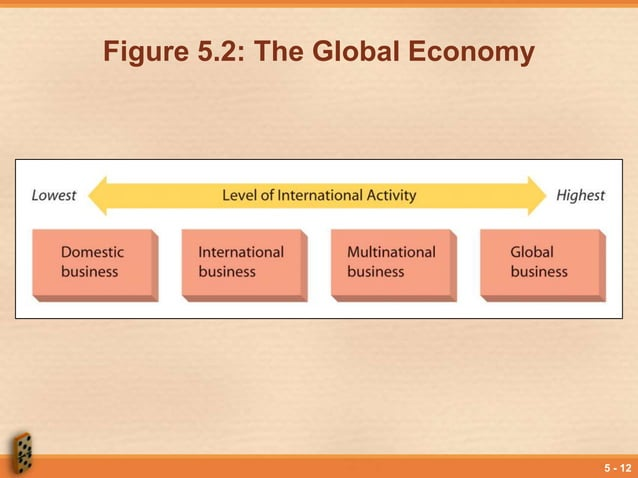 Figure 5.2: The Global Economy
Lowest Level of International Activity Highest
Domestic
business
International
business
Multinational
business
Global
business
5 - 12